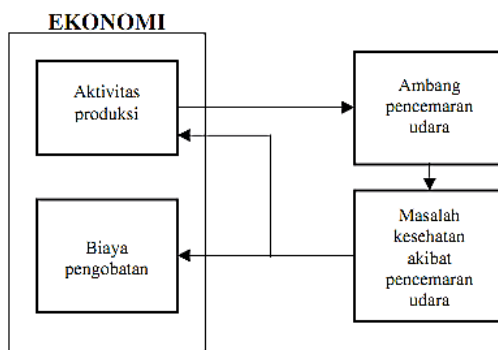 EKONOMI
Aktivitas
produksi
Ambang
pencemaran
udara
Biaya
pengobatan
Masalah
kesehatan
akibat
pencemaran
udara